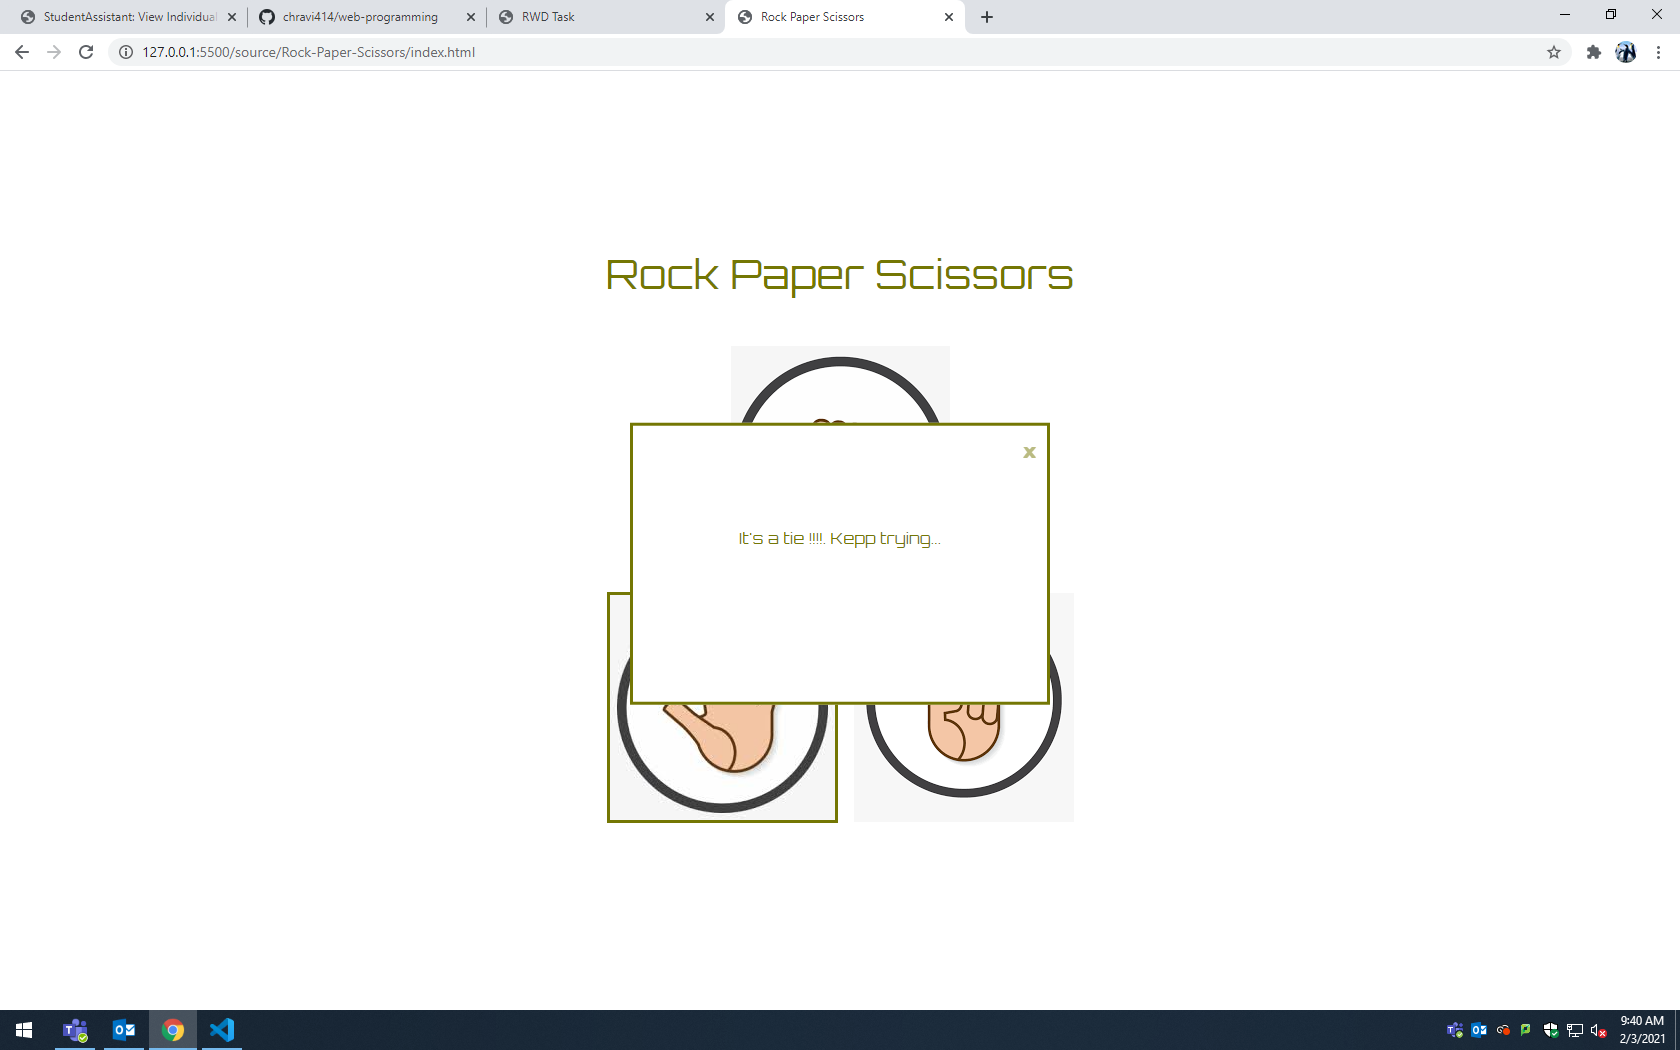 StudentAssistant: View Individual
chravi414/web-programming
RWD Task
Rock Paper Scissors
127.0.0.1:5500/source/Rock-Paper-Scissors/index.html
Rock Paper Scissors
x
It's a tie !!!!. Kepp trying...
9:40 AM
2/3/2021